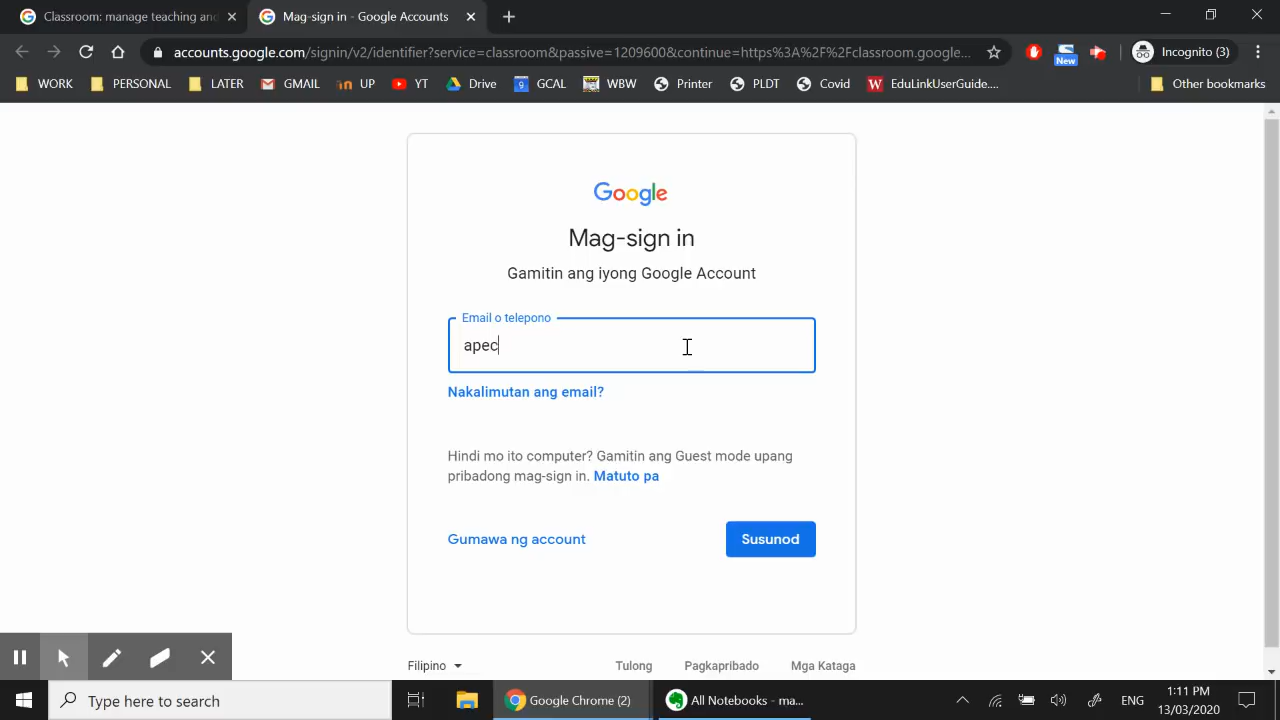 Classroom: manage teaching and
Mag-sign in - Google Accounts
accounts.google.com/signin/v2/identifier?service=classroom&passive=1209600&continue=https%3A%2F%2Fclassroom.google...
New
Incognito (3)
WORK
PERSONAL
LATER
GMAIL
UP
YT
Drive
9
GCAL
WBW
Printer
PLDT
Covid
W
EduLinkUserGuide....
Other bookmarks
Google
Mag-sign in
Gamitin ang iyong Google Account
Email o telepono
apec
Nakalimutan ang email?
Hindi mo ito computer? Gamitin ang Guest mode upang
pribadong mag-sign in. Matuto pa
Gumawa ng account
Susunod
Filipino
Tulong
Pagkapribado
Mga Kataga
Type here to search
Google Chrome (2)
All Notebooks - ma...
ENG
1:11 PM
13/03/2020